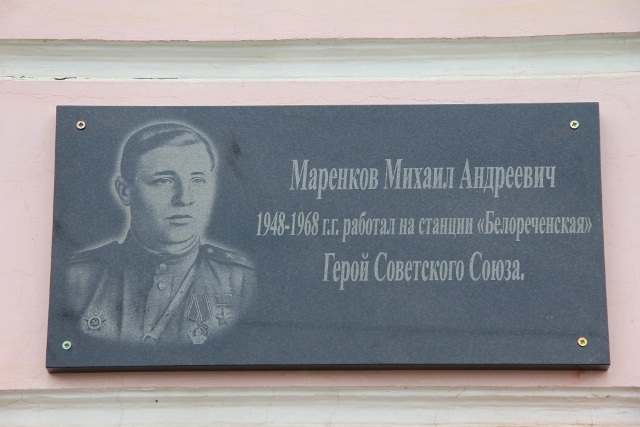 Маренков Михаил Андреевич
1948-1968 г.г. работал на станции «Белореченская»
Герой Советского Союза.